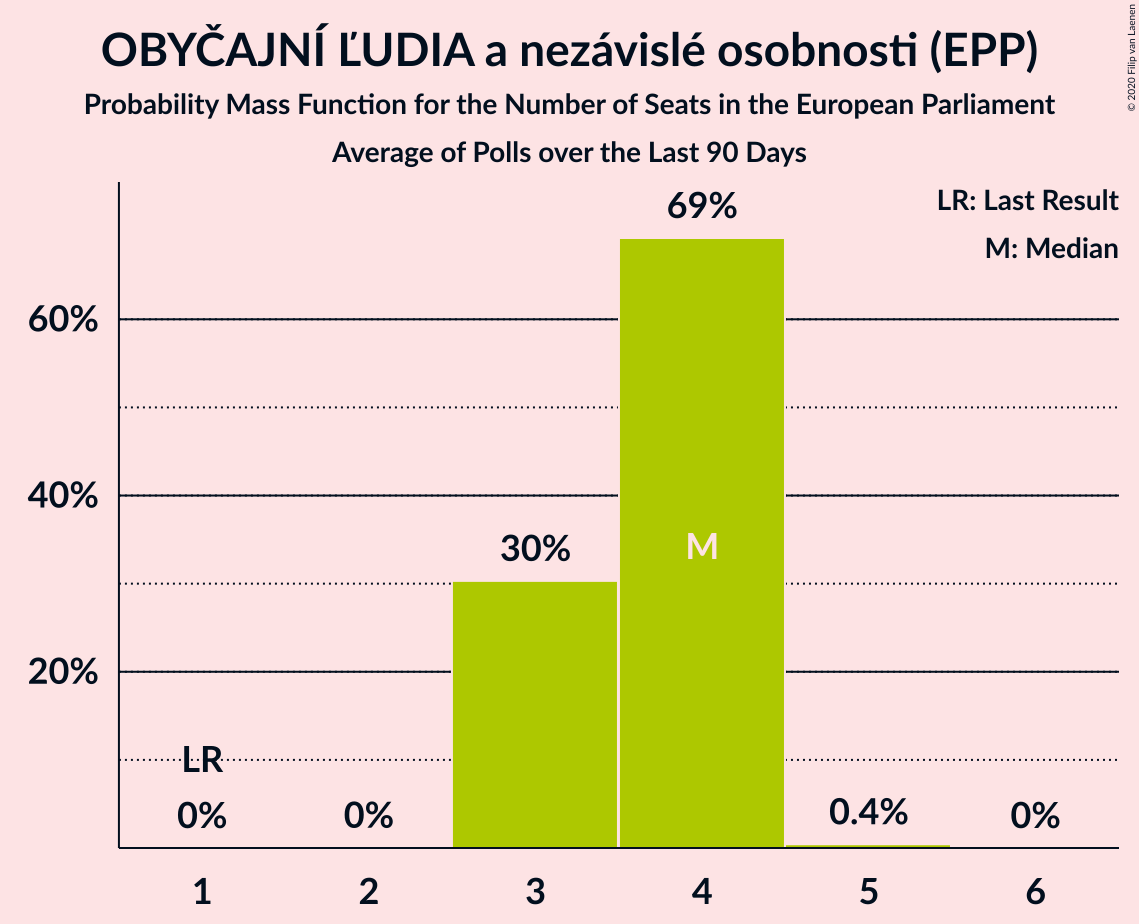 OBYČAJNÍ ĽUDIA a nezávislé osobnosti (EPP)
Probability Mass Function for the Number of Seats in the European Parliament
Average of Polls over the Last 90 Days
© 2020 Filip van Laenen
LR: Last Result
M: Median
69%
60%
40%
30%
M
20%
LR
0%
0%
0.4%
0%
1
2
3
4
5
6